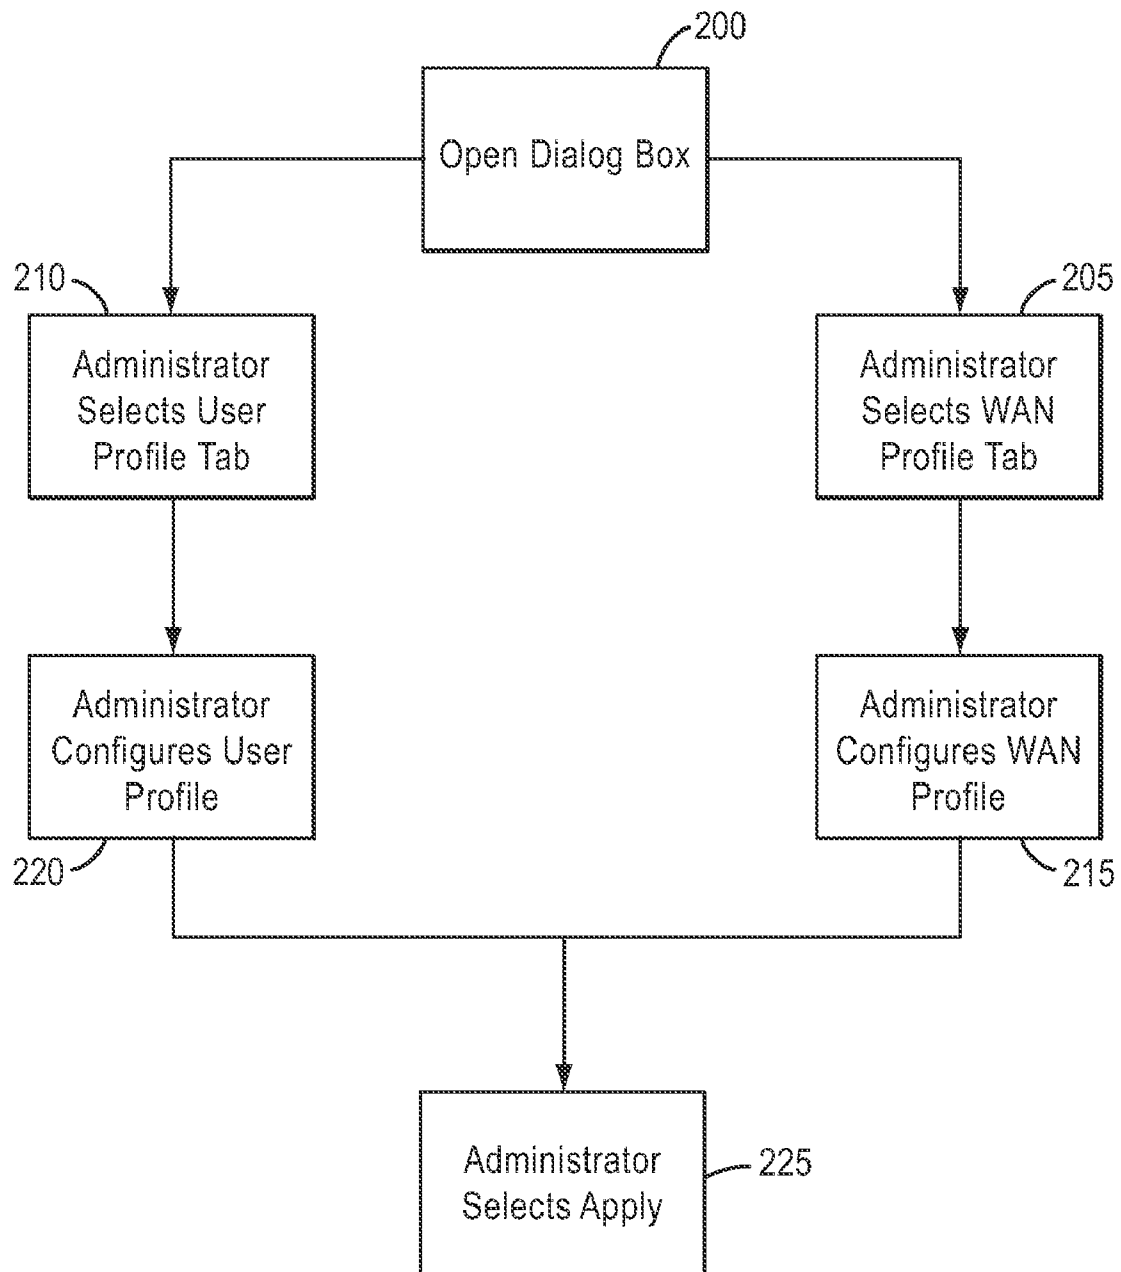 200
Open Dialog Box
210
Administrator
Selects User
Profile Tab
205
Administrator
Selects WAN
Profile Tab
Administrator
Configures User
Profile
220
Administrator
Configures WAN
Profile
215
Administrator
Selects Apply
225